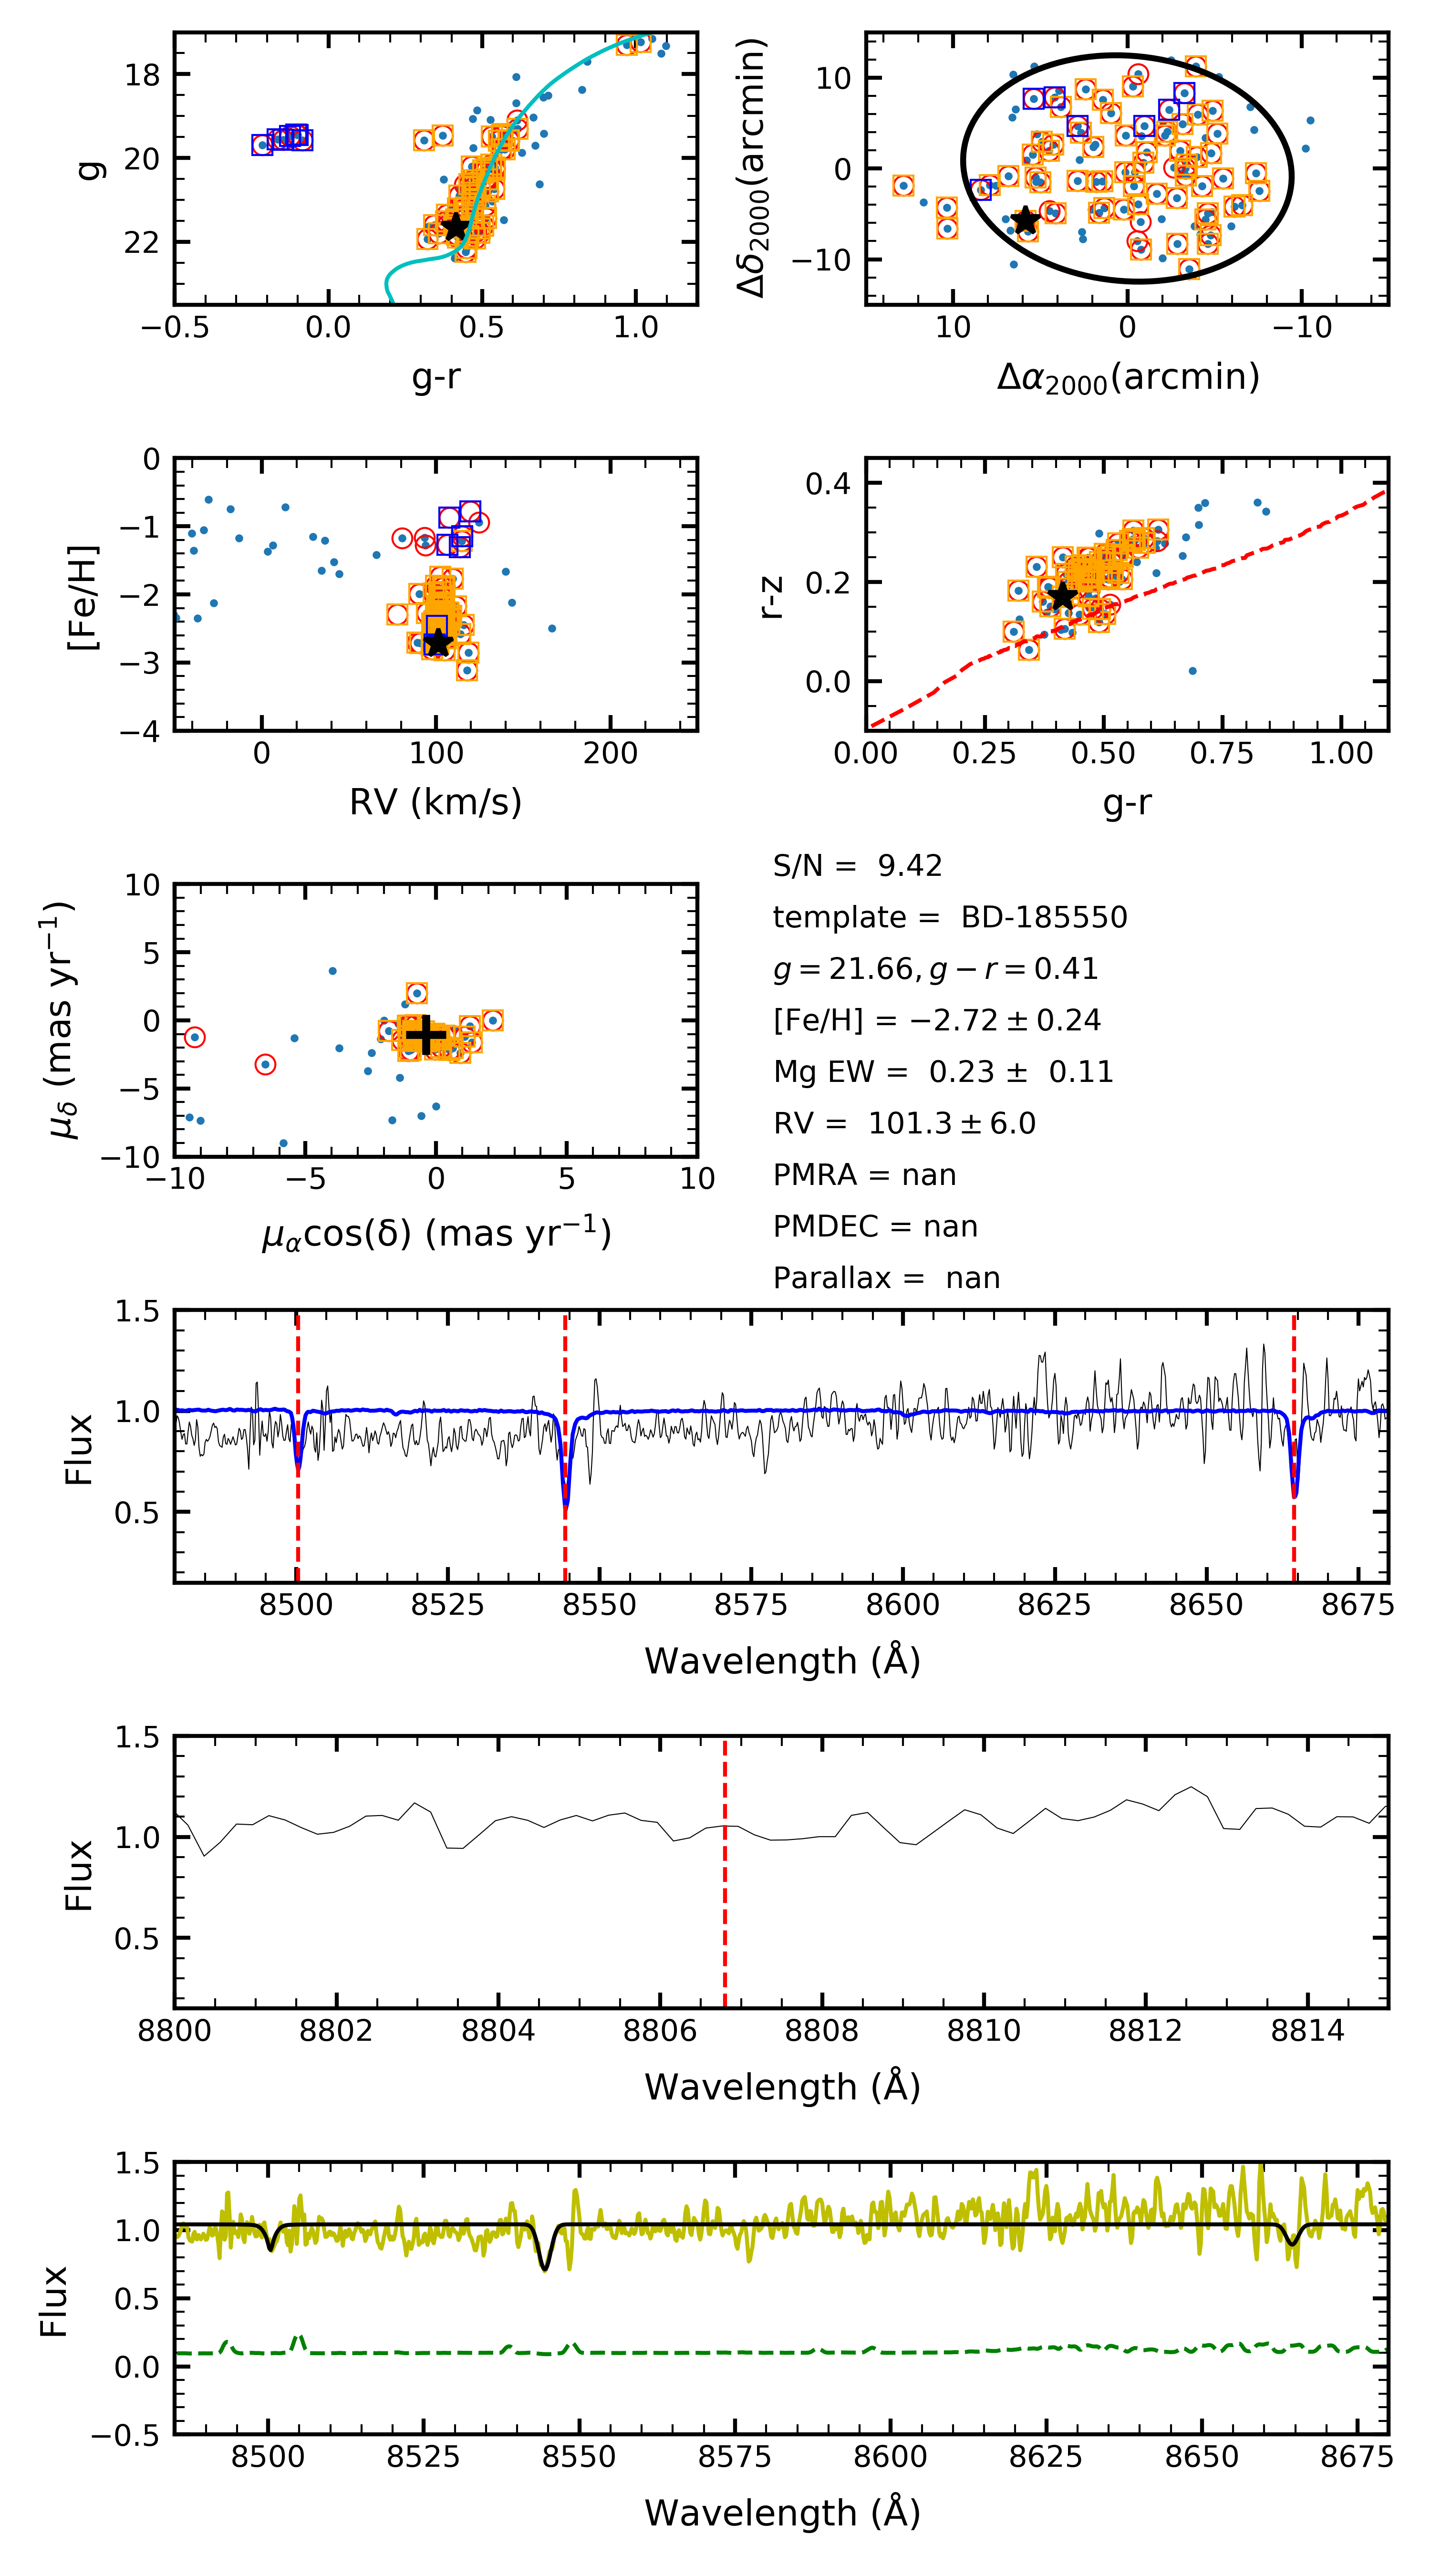 18
20
22
g
−0.5 0.0 0.5 1.0
g-r
10
0
−10
Δδ2000(arcmin)
10 0 −10
Δα2000(arcmin)
0
−1
−2
−3
−4
[Fe/H]
0 100 200
RV (km/s)
0.4
0.2
0.0
r-z
0.00 0.25 0.50 0.75 1.00
g-r
10
5
0
−5
−10
μδ (mas yr−1)
−10 −5 0 5 10
μαcos(δ) (mas yr−1)
S/N = 9.42
template = BD-185550
g = 21.66, g − r = 0.41
[Fe/H] = −2.72 ± 0.24
Mg EW = 0.23 ± 0.11
RV = 101.3 ± 6.0
PMRA = nan
PMDEC = nan
Parallax = nan
1.5
1.0
0.5
Flux
8500 8525 8550 8575 8600 8625 8650 8675
Wavelength (Å)
1.5
1.0
0.5
Flux
8800 8802 8804 8806 8808 8810 8812 8814
Wavelength (Å)
1.5
1.0
0.5
0.0
−0.5
Flux
8500 8525 8550 8575 8600 8625 8650 8675
Wavelength (Å)